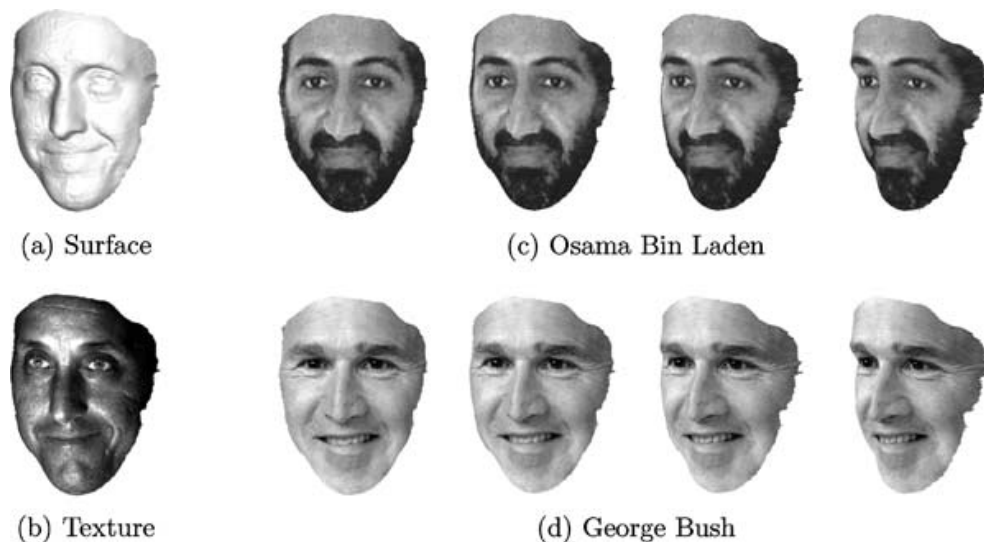 (a) Surface
(c) Osama Bin Laden
(b) Texture
(d) George Bush